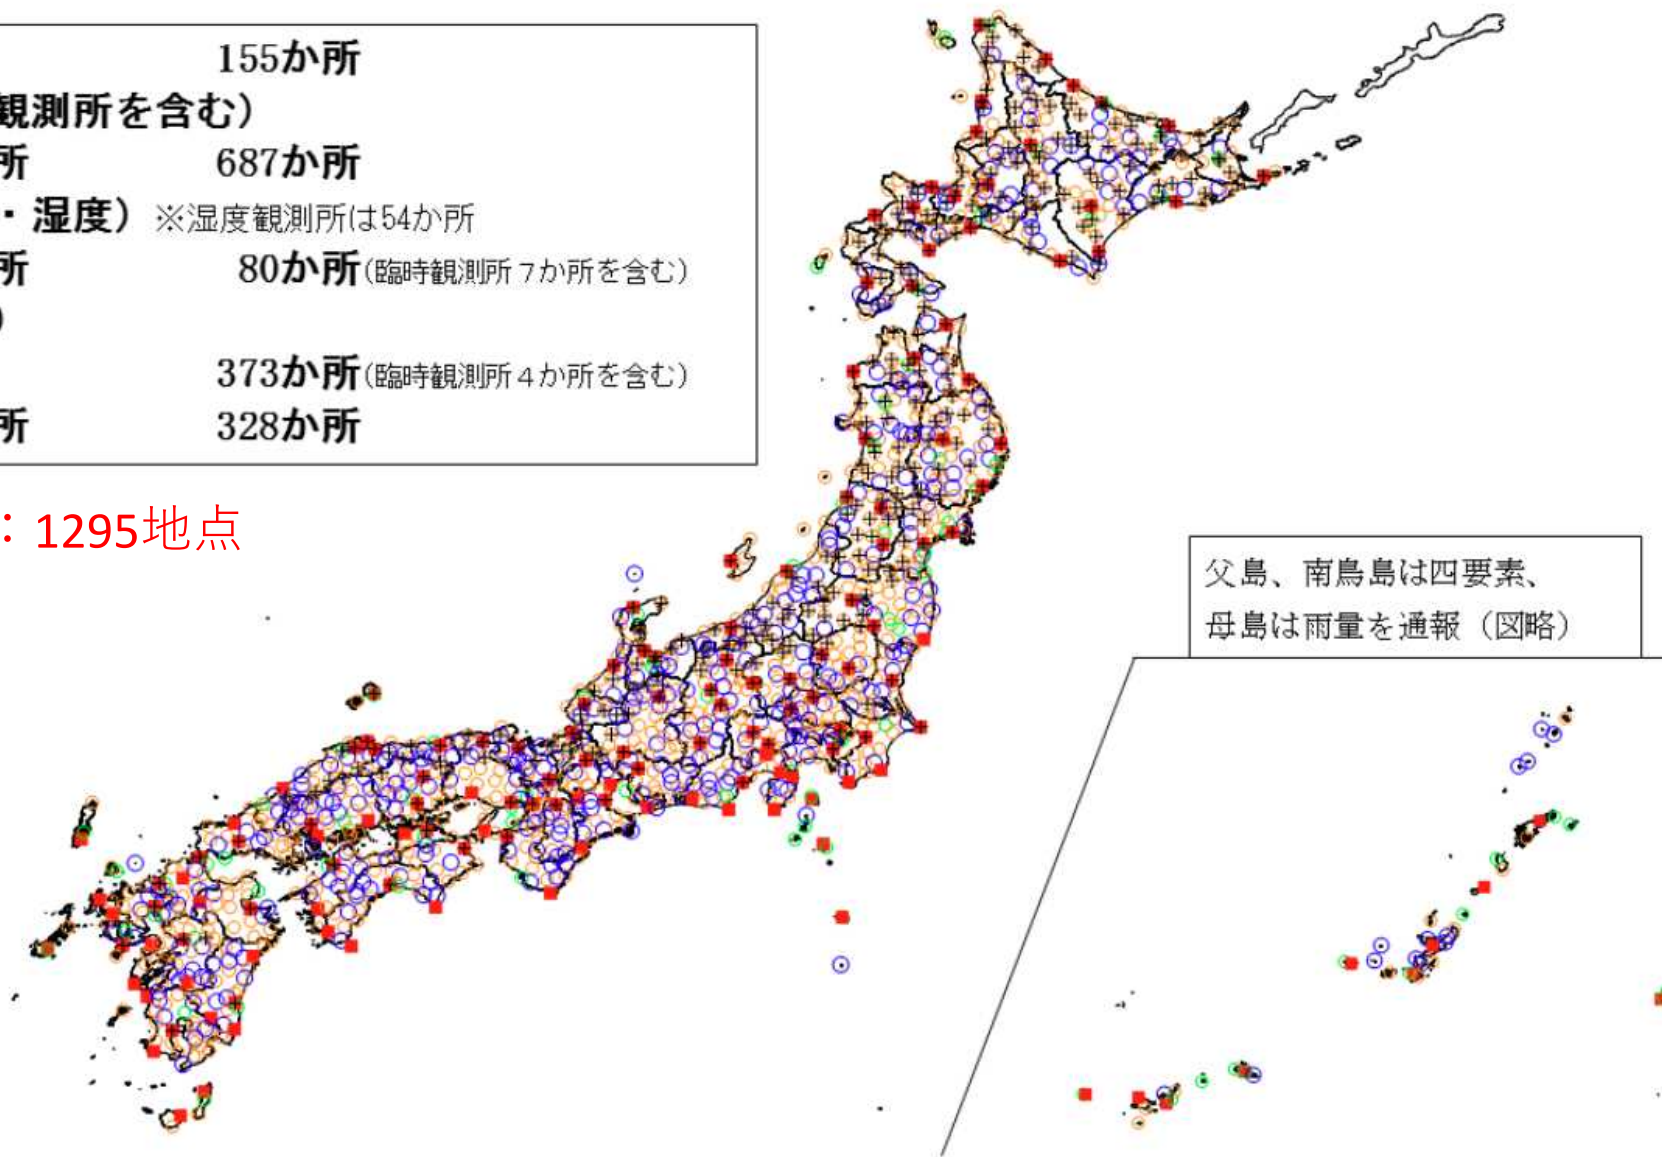 155か所
観測所を含む）
所 687か所
・湿度）※湿度観測所は54か所
所 80か所(臨時観測所７か所を含む)
）
373か所(臨時観測所４か所を含む)
所 328か所
：1295地点
父島、南鳥島は四要素、
母島は雨量を通報（図略）